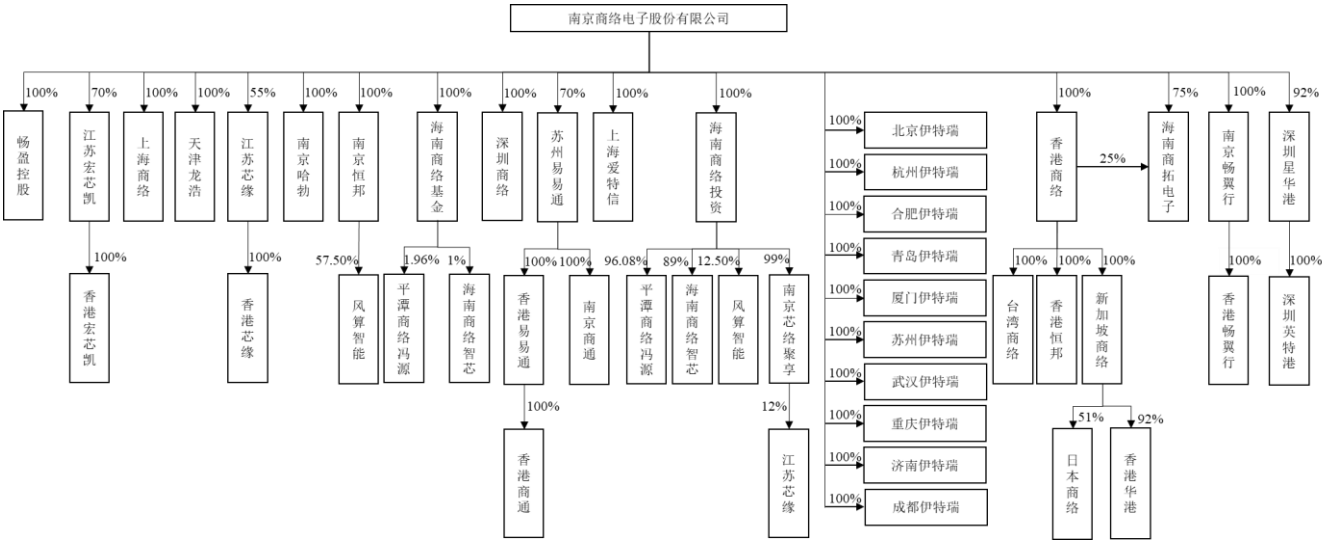 南京商络电子股份有限公司
100%
70%
100%
100%
55%
100%
100%
100%
100%
70%
100%
100%
100%
75%
100%
92%
畅盈控股
江苏宏芯凯
上海商络
天津龙浩
江苏芯缘
南京哈勃
南京恒邦
海南商络基金
深圳商络
苏州易易通
上海爱特信
海南商络投资
100%
北京伊特瑞
100%
杭州伊特瑞
100%
合肥伊特瑞
100%
青岛伊特瑞
100%
厦门伊特瑞
100%
苏州伊特瑞
100%
武汉伊特瑞
100%
重庆伊特瑞
100%
济南伊特瑞
100%
成都伊特瑞
香港商络
25%
海南商拓电子
南京畅翼行
深圳星华港
100%
100%
57.50%
1.96%
1%
100%
100%
96.08%
89%
12.50%
99%
100%
100%
100%
100%
100%
香港宏芯凯
香港芯缘
风算智能
平潭商络冯源
海南商络智芯
香港易易通
南京商通
平潭商络冯源
海南商络智芯
风算智能
南京芯络聚享
台湾商络
香港恒邦
新加坡商络
香港畅翼行
深圳英特港
100%
12%
51%
92%
香港商通
江苏芯缘
日本商络
香港华港